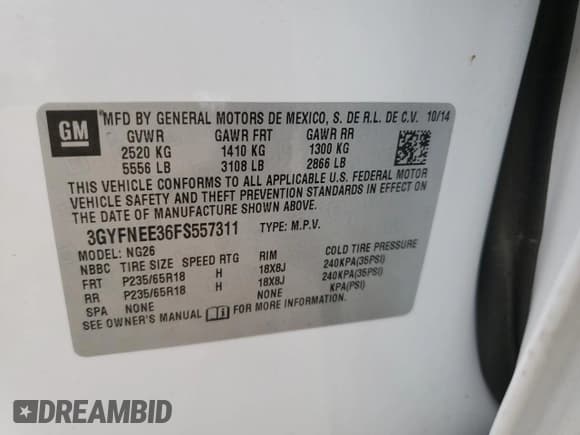 GM
MFD BY GENERAL MOTORS DE MEXICO, S. DE R.L. DE C.V. 10/14
GVWR GAWR FRT GAWR RR
2520 KG 1410 KG 1300 KG
5556 LB 3108 LB 2866 LB
THIS VEHICLE CONFORMS TO ALL APPLICABLE U.S. FEDERAL MOTOR
VEHICLE SAFETY AND THEFT PREVENTION STANDARDS IN EFFECT ON
THE DATE OF MANUFACTURE SHOWN ABOVE.
3GYFNEE36FS557311 TYPE: M.P.V.
MODEL: NG26
NBBC TIRE SIZE SPEED RTG RIM COLD TIRE PRESSURE
FRT P235/65R18 H 18X8J 240KPA(35PSI)
RR P235/65R18 H 18X8J 240KPA(35PSI)
SPA NONE NONE KPA(PSI)
SEE OWNER'S MANUAL FOR MORE INFORMATION.
DREAMBID